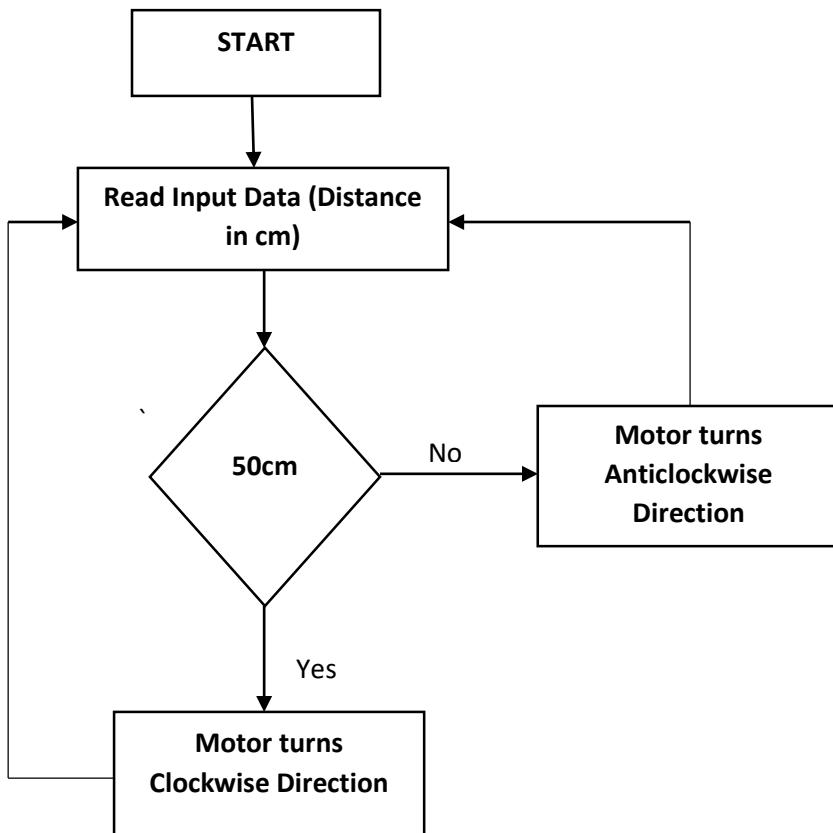 START
Read Input Data (Distance
in cm)
`
50cm
No
Motor turns
Anticlockwise
Direction
Yes
Motor turns
Clockwise Direction